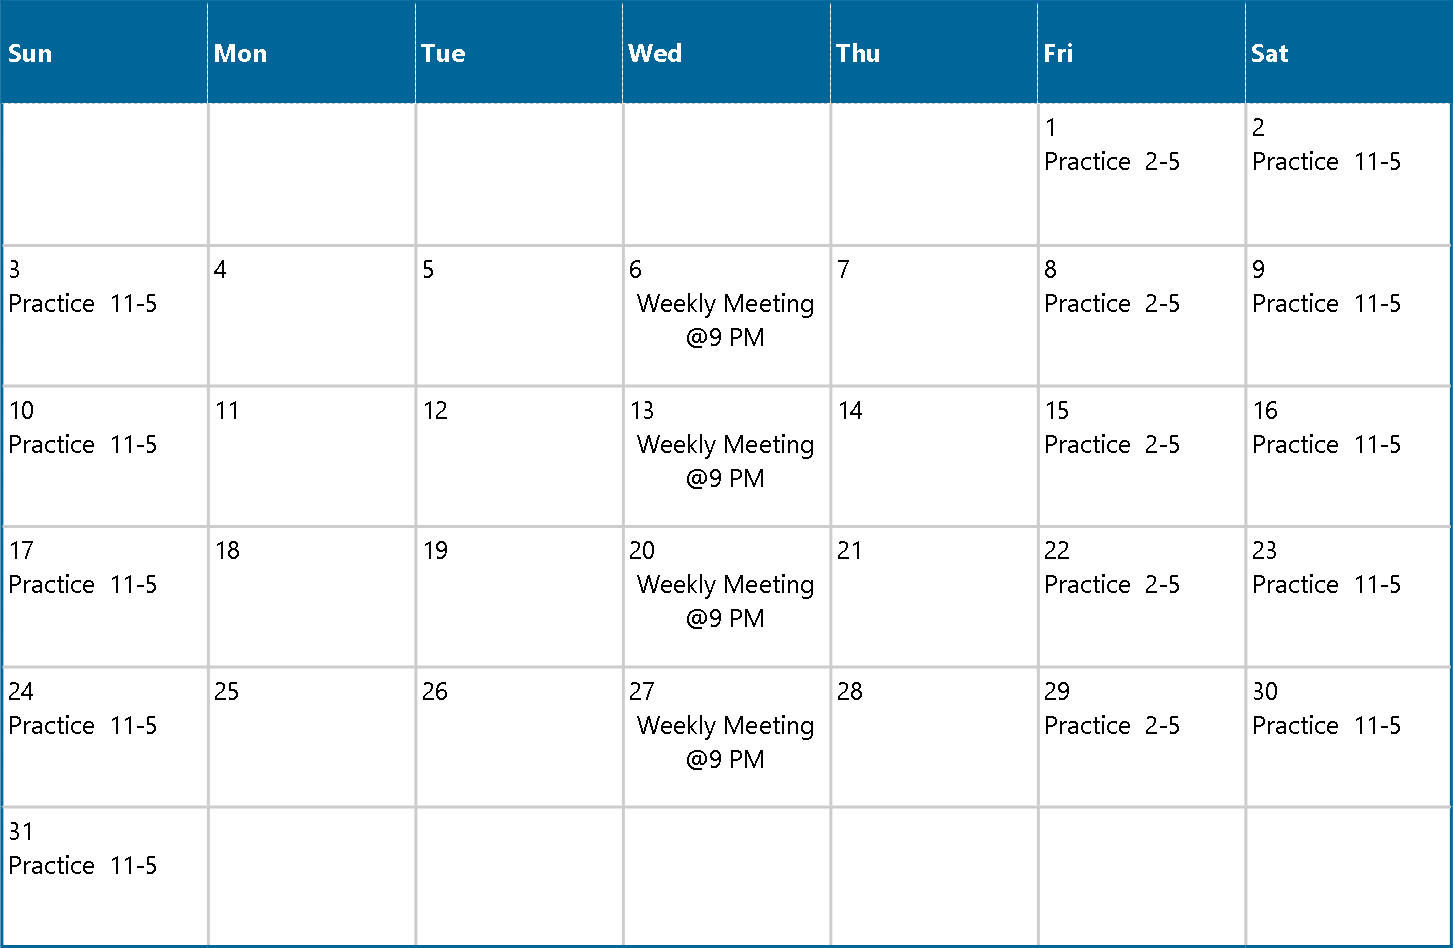 Sun Mon Tue Wed Thu Fri Sat
1 2
Practice 2-5 Practice 11-5
3 4 5 6 7 8 9
Practice 11-5 Weekly Meeting Practice 2-5 Practice 11-5
@9 PM
10 11 12 13 14 15 16
Practice 11-5 Weekly Meeting Practice 2-5 Practice 11-5
@9 PM
17 18 19 20 21 22 23
Practice 11-5 Weekly Meeting Practice 2-5 Practice 11-5
@9 PM
24 25 26 27 28 29 30
Practice 11-5 Weekly Meeting Practice 2-5 Practice 11-5
@9 PM
31
Practice 11-5